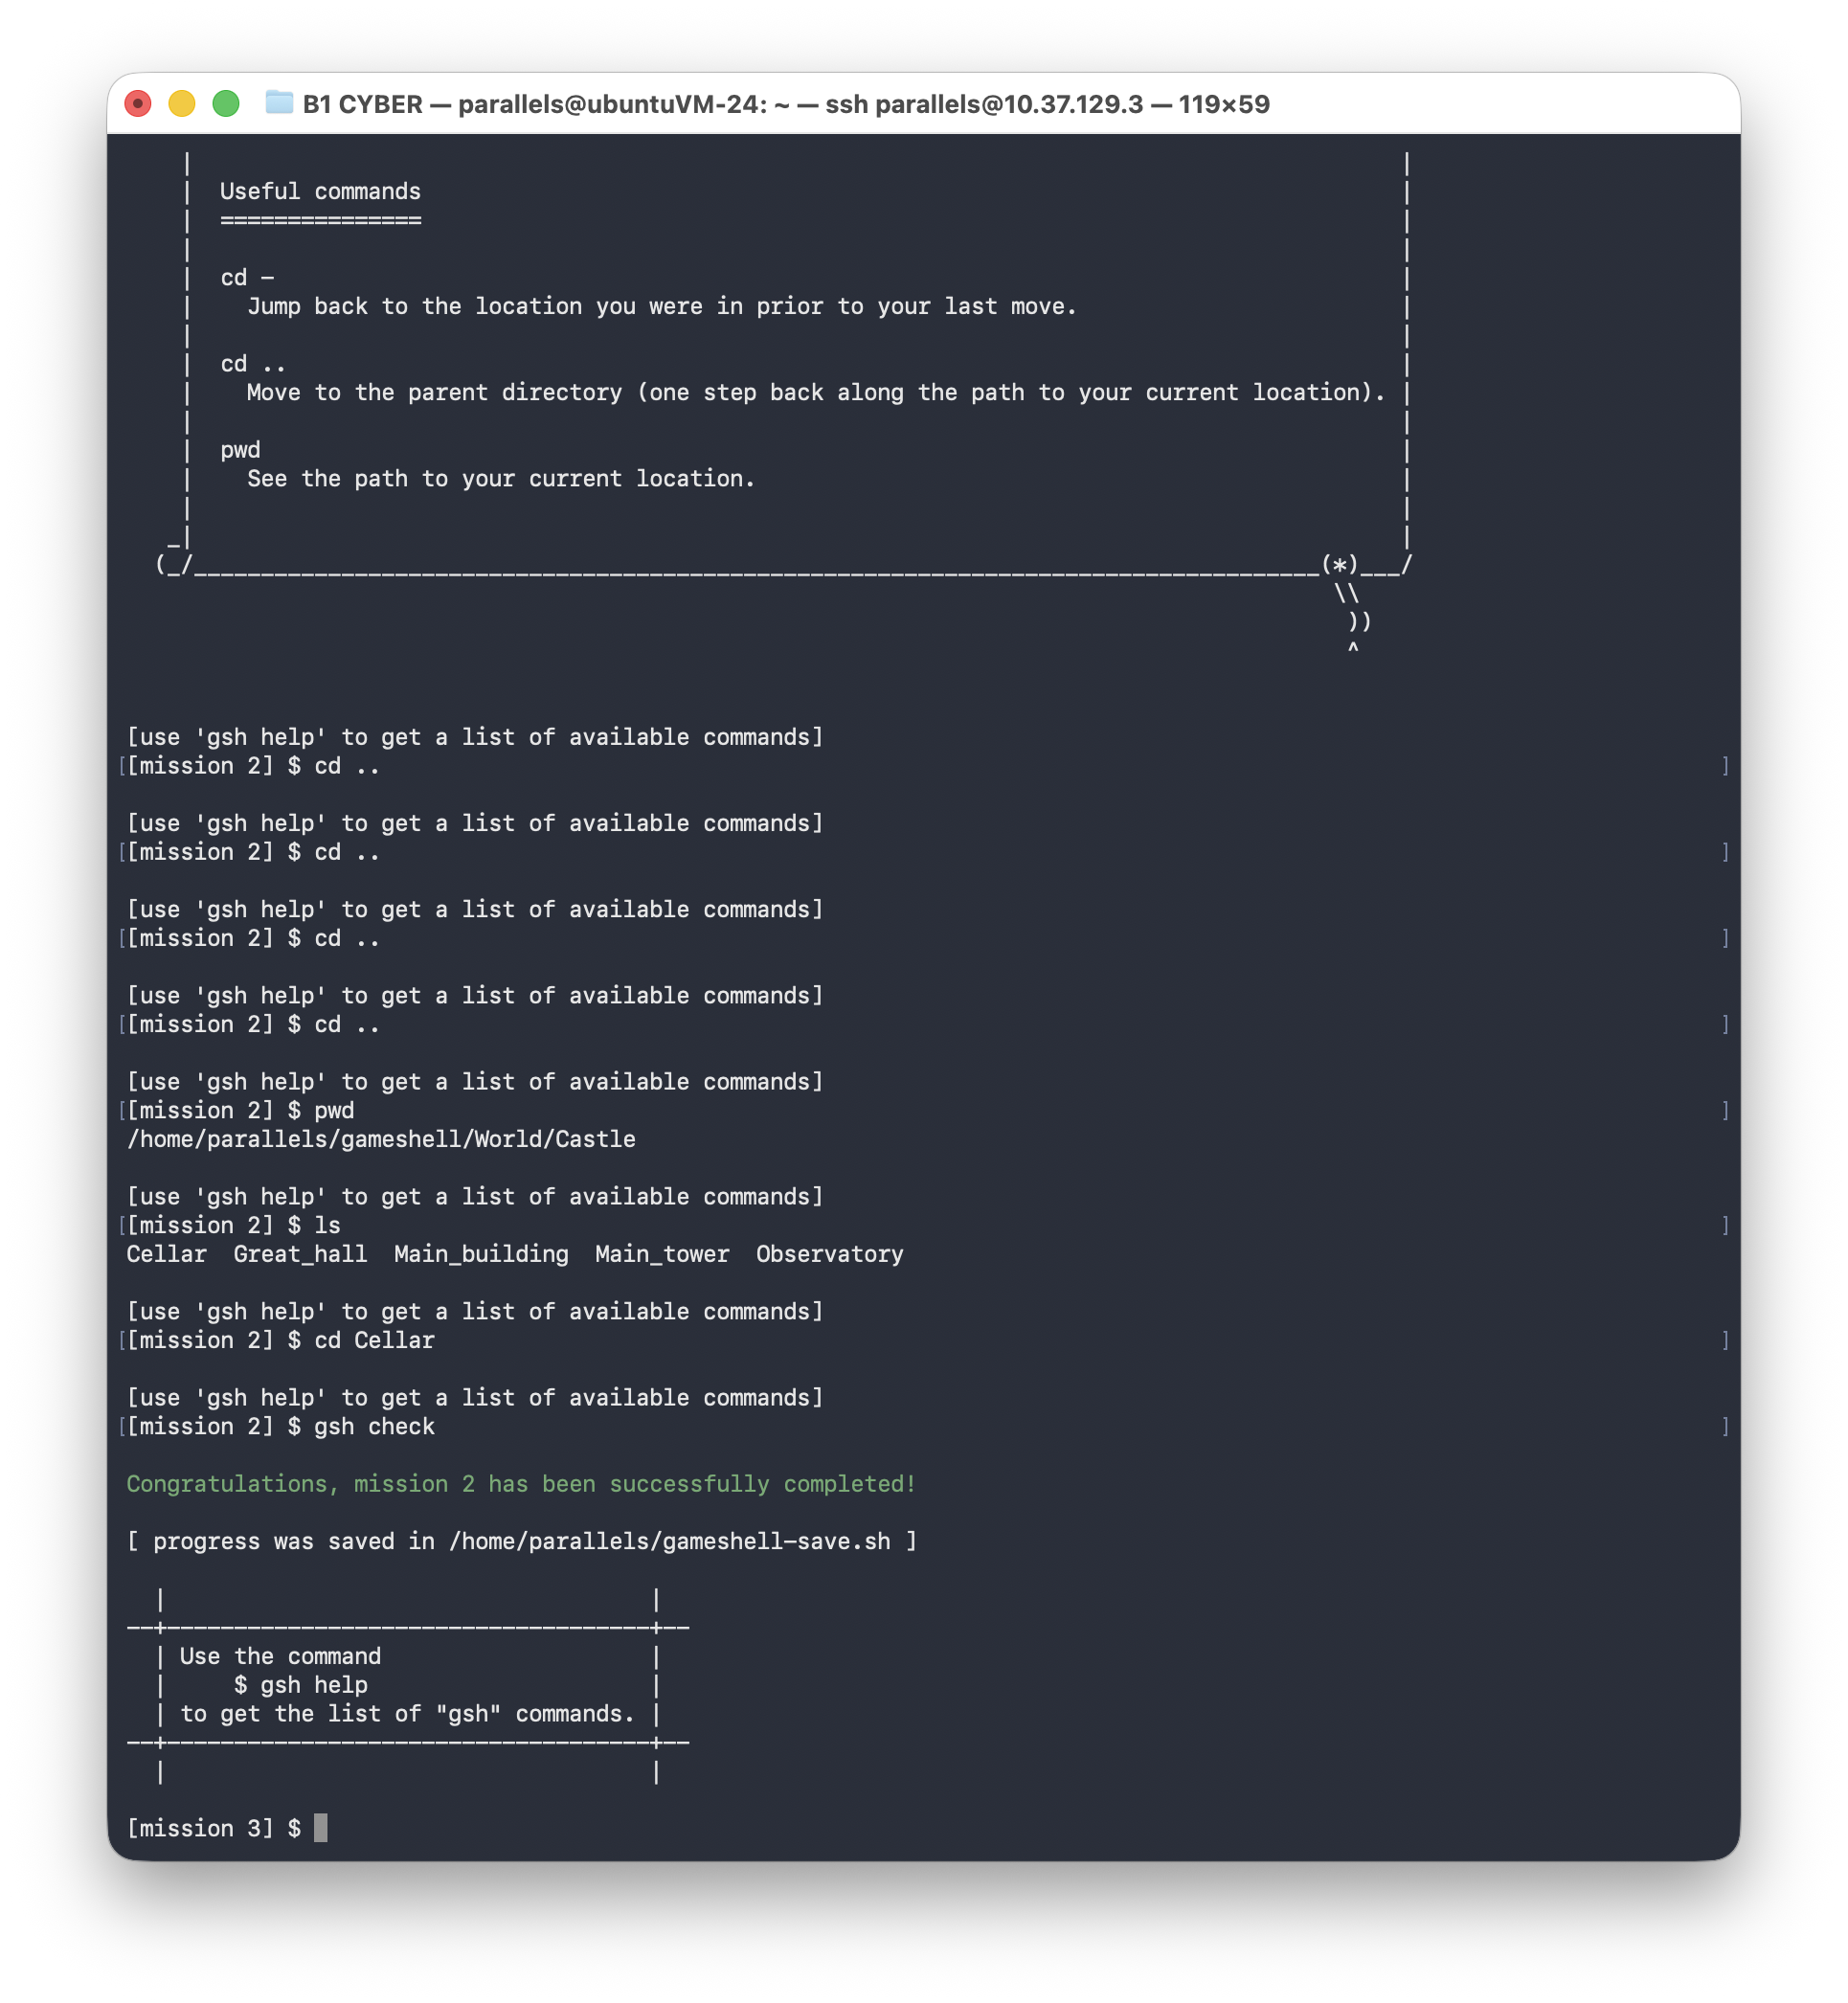 B1 CYBER — parallels@ubuntuVM-24: ~ — ssh parallels@10.37.129.3 — 119×59
Useful commands
===============
cd -
Jump back to the location you were in prior to your last move.
cd ..
Move to the parent directory (one step back along the path to your current location).
pwd
See the path to your current location.
[use 'gsh help' to get a list of available commands]
[mission 2] $ cd ..
[use 'gsh help' to get a list of available commands]
[mission 2] $ cd ..
[use 'gsh help' to get a list of available commands]
[mission 2] $ cd ..
[use 'gsh help' to get a list of available commands]
[mission 2] $ cd ..
[use 'gsh help' to get a list of available commands]
[mission 2] $ pwd
/home/parallels/gameshell/World/Castle
[use 'gsh help' to get a list of available commands]
[mission 2] $ ls
Cellar  Great_hall  Main_building  Main_tower  Observatory
[use 'gsh help' to get a list of available commands]
[mission 2] $ cd Cellar
[use 'gsh help' to get a list of available commands]
[mission 2] $ gsh check
Congratulations, mission 2 has been successfully completed!
[ progress was saved in /home/parallels/gameshell-save.sh ]
Use the command
$ gsh help
to get the list of "gsh" commands.
[mission 3] $